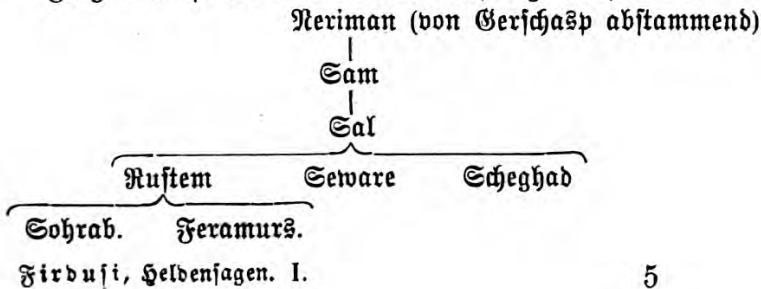 Neriman (von Gerschasp abstammend)
Sam
Sal
Rustem Seware Scheghad
Sohrab. Feramurs.
Firdusi, Heldensagen. I. 5